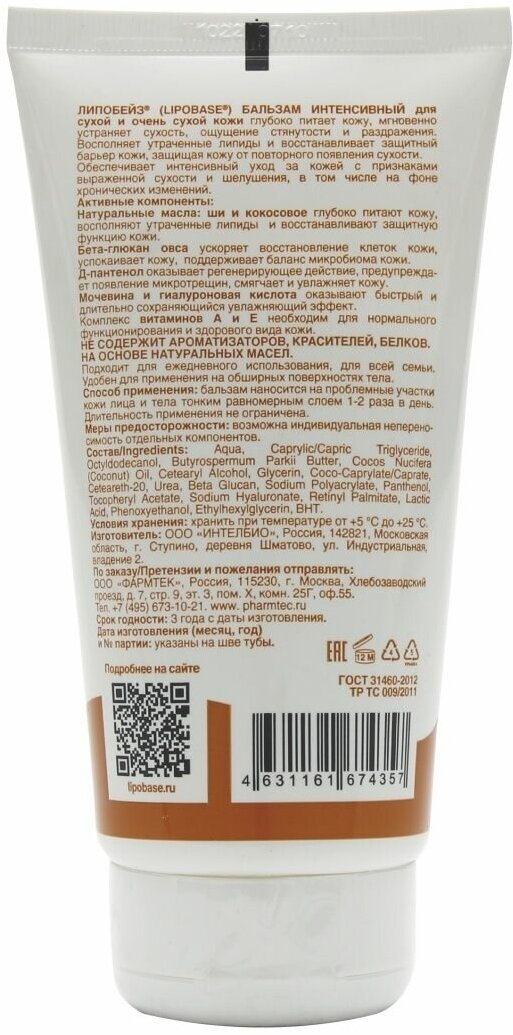 ЛИПОБЕЙЗ® (LIPOBASE®) БАЛЬЗАМ ИНТЕНСИВНЫЙ для
сухой и очень сухой кожи глубоко питает кожу, мгновенно
устраняет сухость, ощущение стянутости и раздражения.
Восполняет утраченные липиды и восстанавливает защитный
барьер кожи, защищая кожу от повторного появления сухости.
Обеспечивает интенсивный уход за кожей с признаками
выраженной сухости и шелушения, в том числе на фоне
хронических изменений.
Активные компоненты:
Натуральные масла: ши и кокосовое глубоко питают кожу,
восполняют утраченные липиды и восстанавливают защитную
функцию кожи.
Бета-глюкан овса ускоряет восстановление клеток кожи,
успокаивает кожу, поддерживает баланс микробиома кожи.
Д-пантенол оказывает регенерирующее действие, предупрежда-
ет появление микротрещин, смягчает и увлажняет кожу.
Мочевина и гиалуроновая кислота оказывают быстрый и
длительно сохраняющийся увлажняющий эффект.
Комплекс витаминов А и Е необходим для нормального
функционирования и здорового вида кожи.
НЕ СОДЕРЖИТ АРОМАТИЗАТОРОВ, КРАСИТЕЛЕЙ, БЕЛКОВ.
НА ОСНОВЕ НАТУРАЛЬНЫХ МАСЕЛ.
Подходит для ежедневного использования, для всей семьи.
Удобен для применения на обширных поверхностях тела.
Способ применения: бальзам наносится на проблемные участки
кожи лица и тела тонким равномерным слоем 1-2 раза в день.
Длительность применения не ограничена.
Меры предосторожности: возможна индивидуальная неперено-
симость отдельных компонентов.
Состав/Ingredients: Aqua, Caprylic/Capric Triglyceride,
Octyldodecanol, Butyrospermum Parkii Butter, Cocos Nucifera
(Coconut) Oil, Cetearyl Alcohol, Glycerin, Coco-Caprylate/Caprate,
Ceteareth-20, Urea, Beta Glucan, Sodium Polyacrylate, Panthenol,
Tocopheryl Acetate, Sodium Hyaluronate, Retinyl Palmitate, Lactic
Acid, Phenoxyethanol, Ethylhexylglycerin, BHT.
Условия хранения: хранить при температуре от +5 °С до +25 °С.
Изготовитель: ООО «ИНТЕЛБИО», Россия, 142821, Московская
область, г. Ступино, деревня Шматово, ул. Индустриальная,
владение 2.
По заказу/Претензии и пожелания отправлять:
ООО «ФАРМТЕК», Россия, 115230, г. Москва, Хлебозаводский
проезд, д. 7, стр. 9, эт. 3, пом. X, комн. 25Г, оф.55.
Тел. +7 (495) 673-10-21. www. pharmtec.ru
Срок годности: 3 года с даты изготовления.
Дата изготовления (месяц, год)
и № партии: указаны на шве тубы.
EAC 12 M
Подробнее на сайте
ГОСТ 31460-2012
ТР ТС 009/2011
lipobase.ru
4 631161 674357